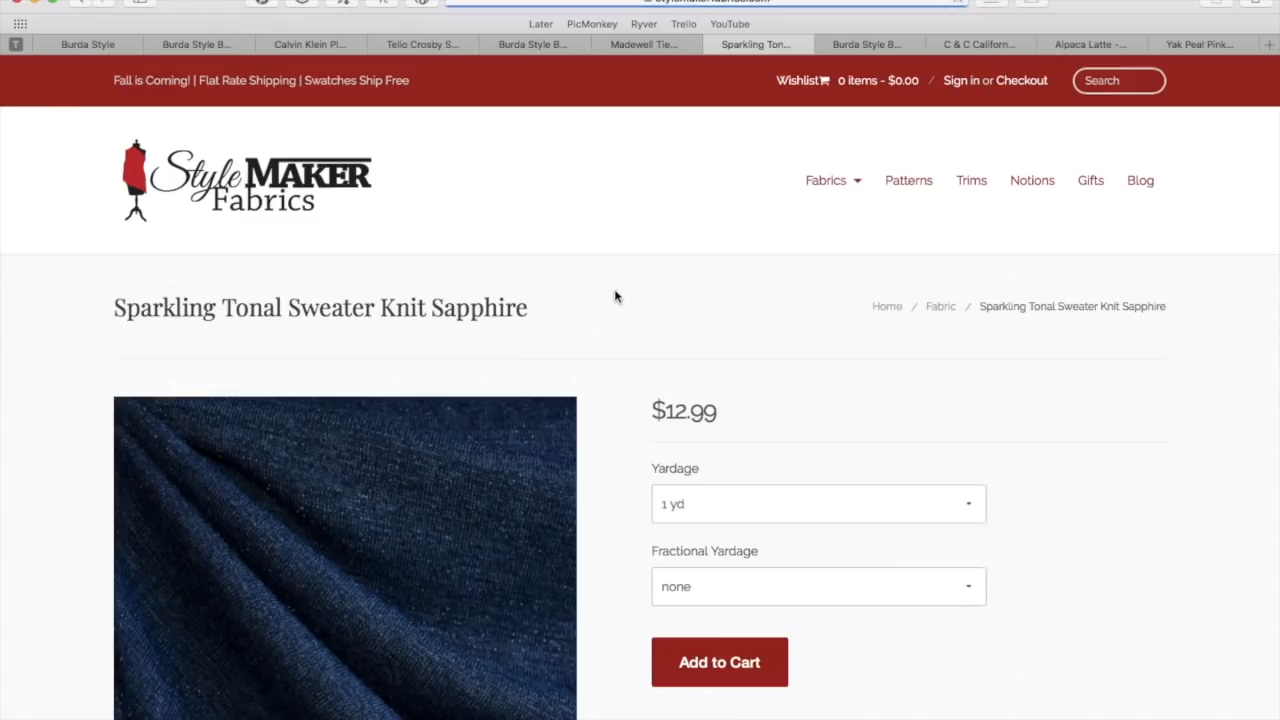 Later PicMonkey Ryver Trello YouTube
T Burda Style Burda Style B... Calvin Klein Pl... Telio Crosby S... Burda Style B... Madewell Tie... Sparkling Ton... Burda Style B... C & C Californ... Alpaca Latte -... Yak Peal Pink...
Fall is Coming! | Flat Rate Shipping | Swatches Ship Free Wishlist 0 items - $0.00 / Sign in or Checkout Search
Style MAKER
Fabrics
Fabrics Patterns Trims Notions Gifts Blog
Sparkling Tonal Sweater Knit Sapphire Home / Fabric / Sparkling Tonal Sweater Knit Sapphire
$12.99
Yardage
1 yd
Fractional Yardage
none
Add to Cart